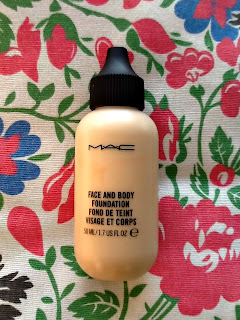 MAC
FACE AND BODY
FOUNDATION
FOND DE TEINT
VISAGE ET CORPS
50 ML / 1.7 US FL OZ ℮